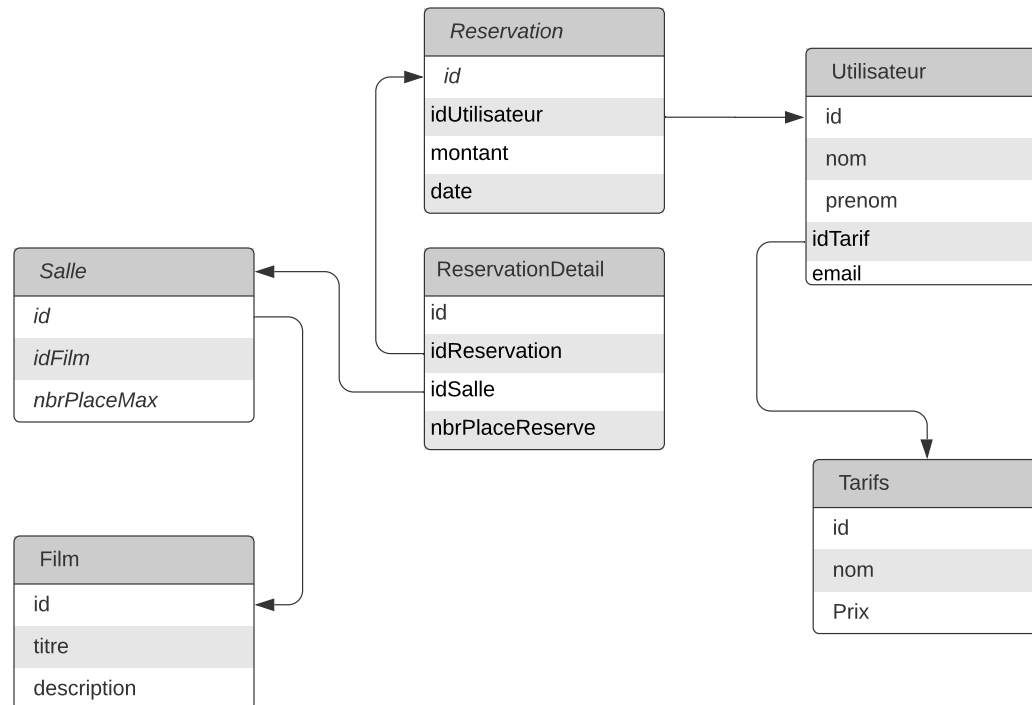 Reservation
id
idUtilisateur
montant
date
Utilisateur
id
nom
prenom
idTarif
email
Salle
id
idFilm
nbrPlaceMax
ReservationDetail
id
idReservation
idSalle
nbrPlaceReserve
Film
id
titre
description
Tarifs
id
nom
Prix